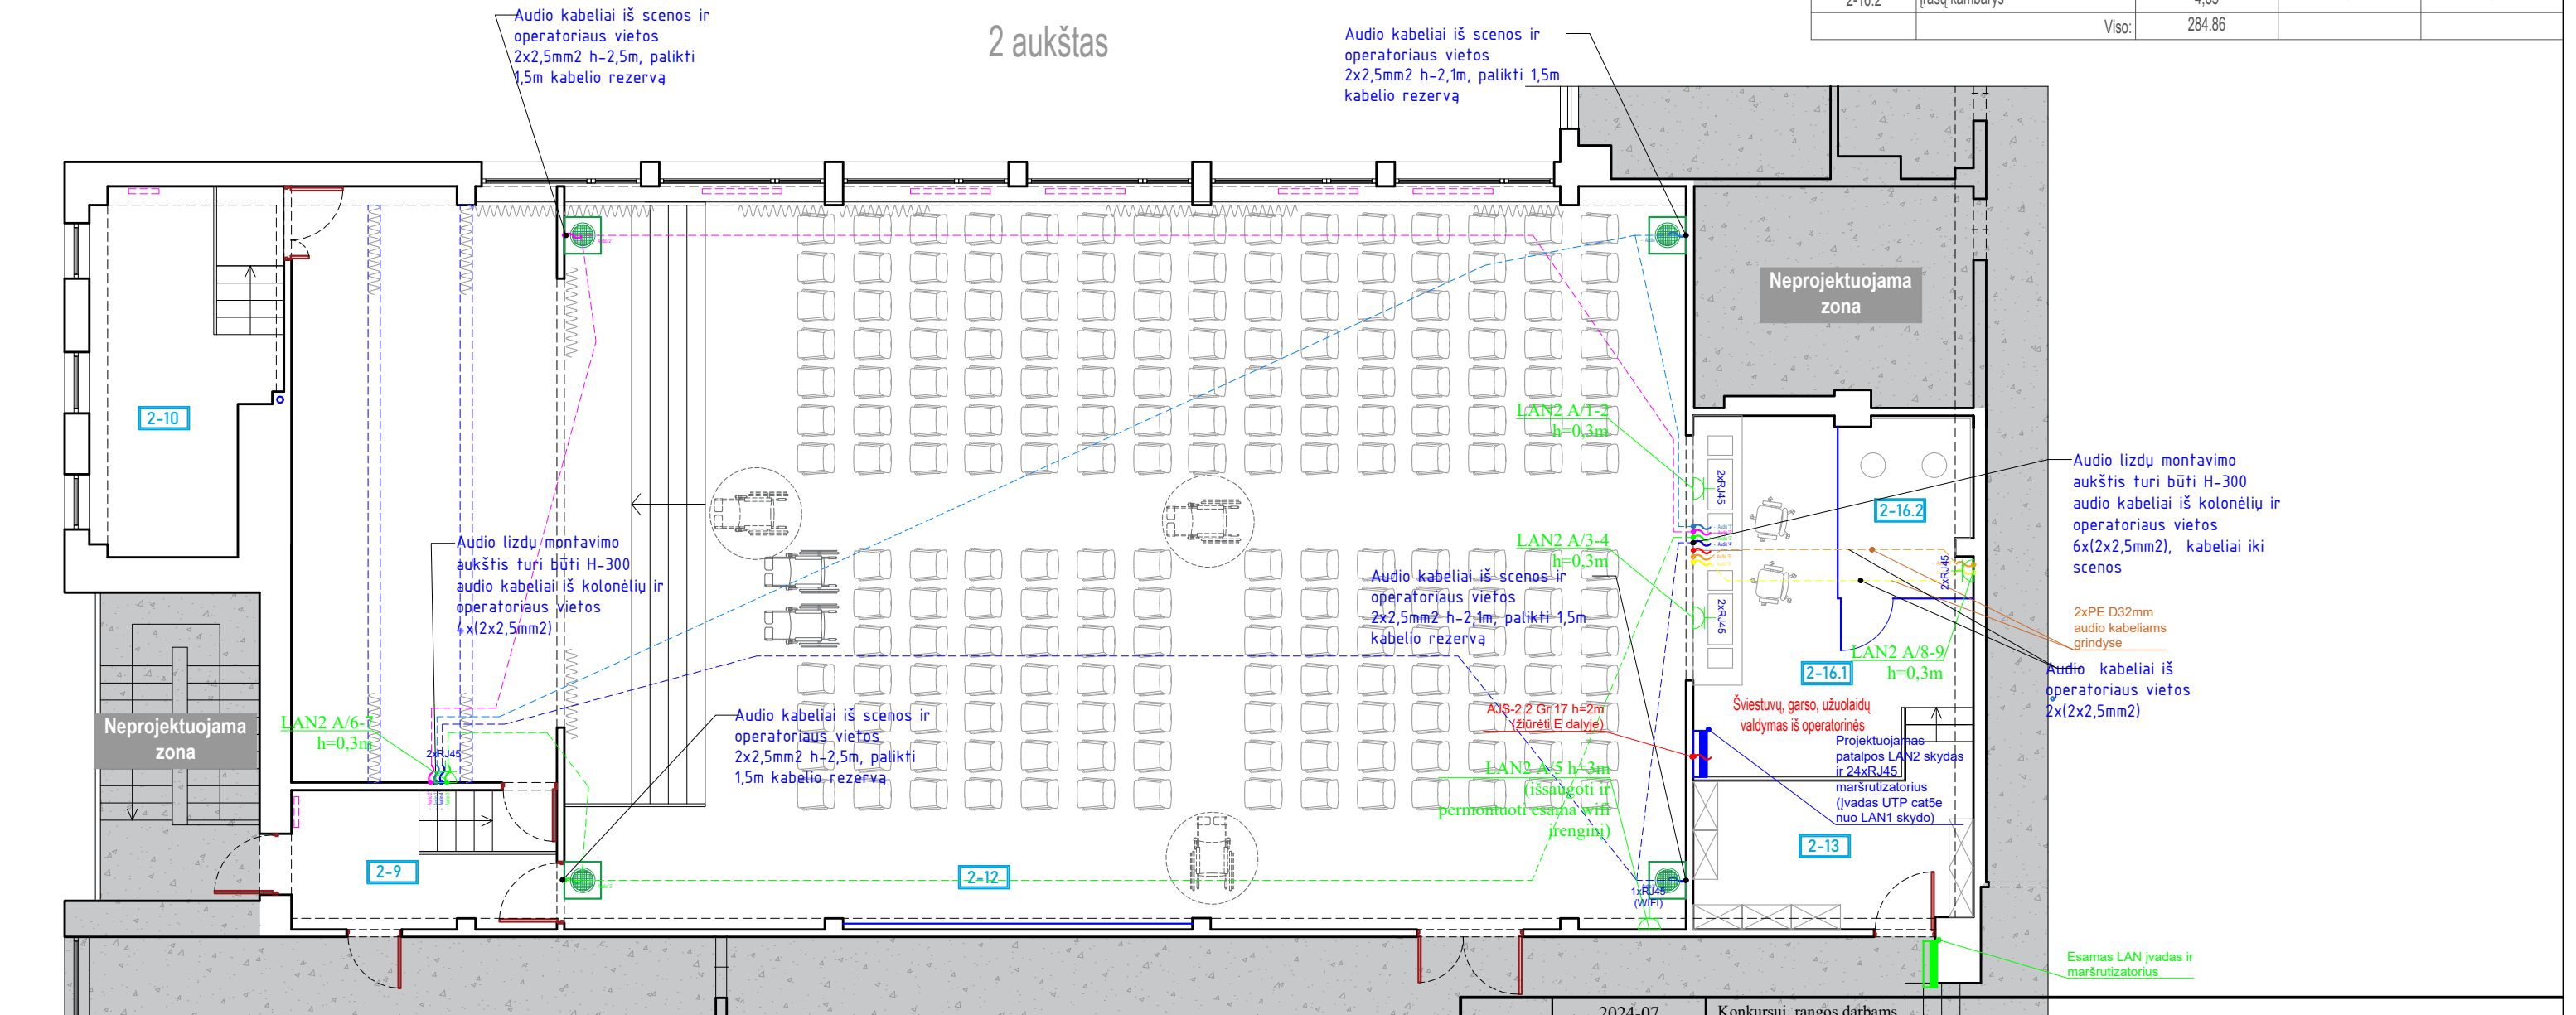 Audio kabeliai iš scenos ir
operatoriaus vietos
2x2,5mm2 h-2,5m, palikti
1,5m kabelio rezervą
2 aukštas
Audio kabeliai iš scenos ir
operatoriaus vietos
2x2,5mm2 h-2,1m, palikti 1,5m
kabelio rezervą
2-16.2
Įrašų kambarys
Viso:
284.86
Neprojektuojama
zona
2-10
LAN2 A/1-2
h=0,3m
2xRJ45
2-16.2
Audio lizdų montavimo
aukštis turi būti H-300
audio kabeliai iš kolonėlių ir
operatoriaus vietos
6x(2x2,5mm2), kabeliai iki
scenos
Audio lizdų montavimo
aukštis turi būti H-300
audio kabeliai iš kolonėlių ir
operatoriaus vietos
4x(2x2,5mm2)
LAN2 A/3-4
h=0,3m
2xRJ45
2xRJ45
Audio kabeliai iš scenos ir
operatoriaus vietos
2x2,5mm2 h-2,1m, palikti 1,5m
kabelio rezervą
2xPE D32mm
audio kabeliams
grindyse
LAN2 A/8-9
h=0,3m
2-16.1
Audio kabeliai iš
operatoriaus vietos
2x(2x2,5mm2)
Neprojektuojama
zona
LAN2 A/6-7
h=0,3m
2xRJ45
Audio kabeliai iš scenos ir
operatoriaus vietos
2x2,5mm2 h-2,5m, palikti
1,5m kabelio rezervą
AJS-2.2 Gr.17 h=2m
(žiūrėti E dalyje)
Šviestuvų, garso, užuolaidų
valdymas iš operatorinės
Projektuojamas
patalpos LAN2 skydas
ir 24xRJ45
maršrutizatorius
(Įvadas UTP cat5e
nuo LAN1 skydo)
LAN2 A/5 h=3m
(išsaugoti ir
permontuoti esama wifi
įrenginį)
2-13
2-9
2-12
1xRJ45
(WIFI)
Esamas LAN įvadas ir
maršrutizatorius
2024-07
Konkursui, rangos darbams